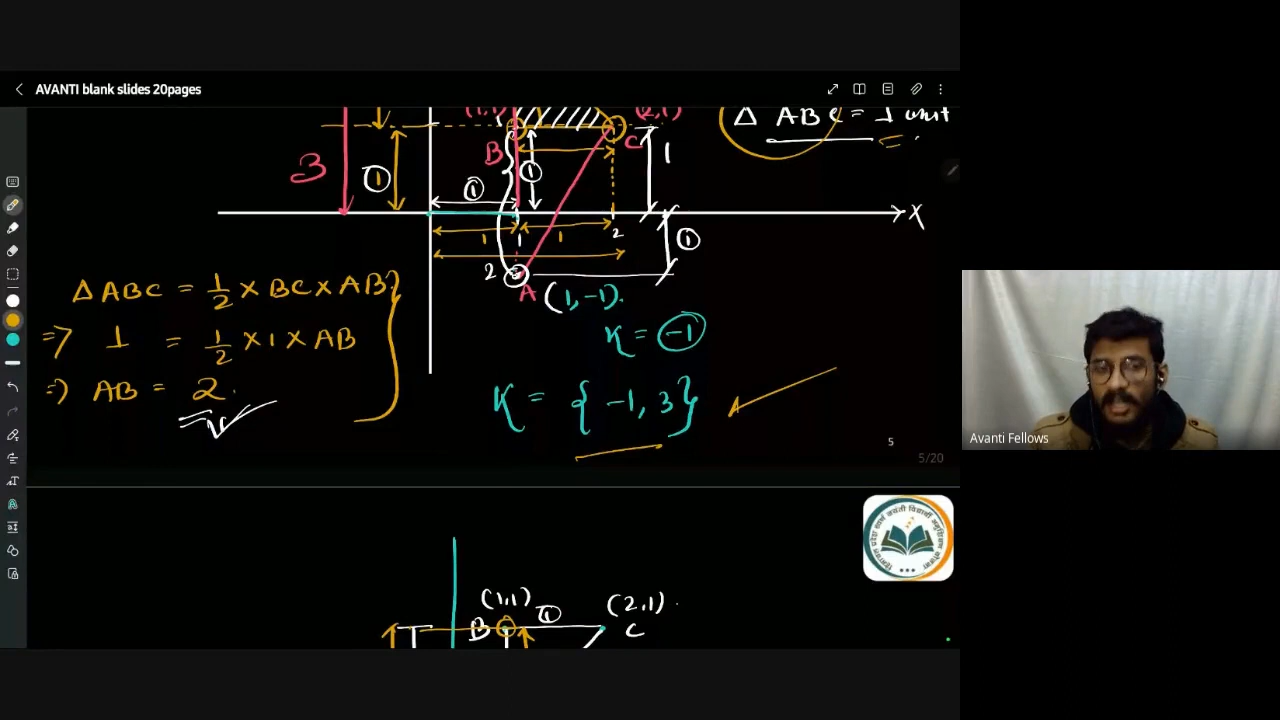 AVANTI blank slides 20pages
(1,1)
(2,1)
Δ ABC = 1 unit
B
C
3
1
1
1
1
X
1
1
1
2
1
2
A (1, -1).
Δ ABC = 1/2 × BC × AB
=> 1 = 1/2 × 1 × AB
=> AB = 2.
K = -1
K = { -1, 3 }
5
5/20
Avanti Fellows
(1,1)
1
(2,1)
B
C